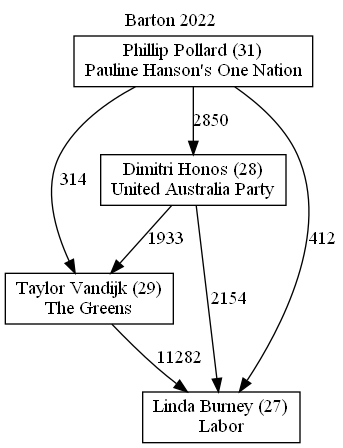 Barton 2022
Phillip Pollard (31)
Pauline Hanson's One Nation
2850
Dimitri Honos (28)
United Australia Party
314
1933
412
Taylor Vandijk (29)
The Greens
2154
11282
Linda Burney (27)
Labor